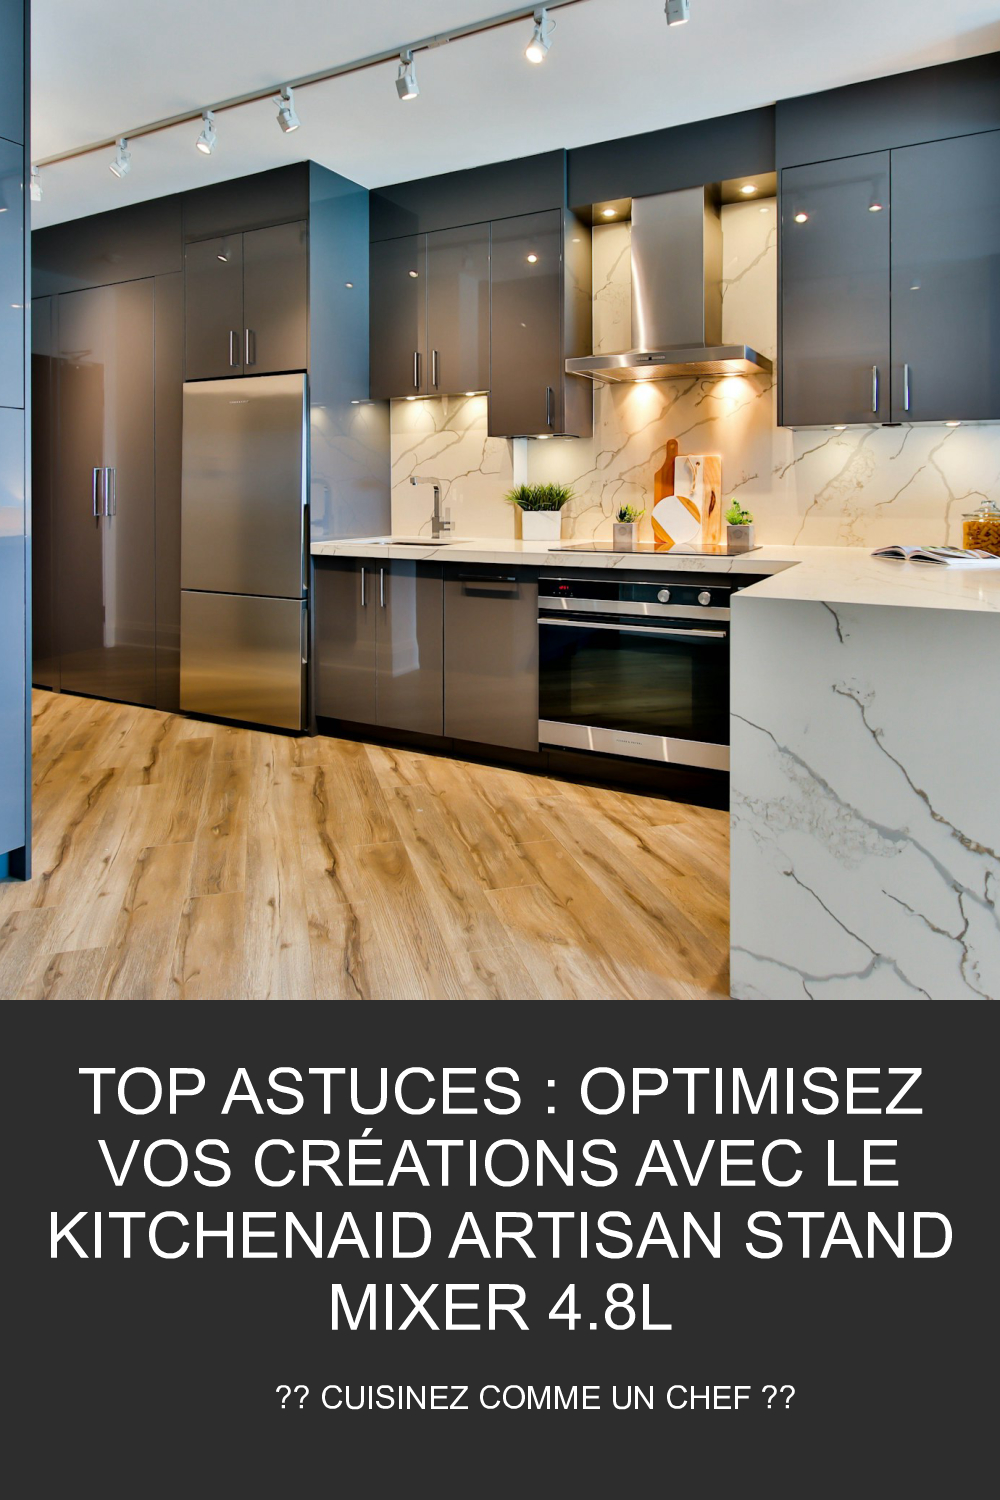 TOP ASTUCES : OPTIMISEZ
VOS CRÉATIONS AVEC LE
KITCHENAID ARTISAN STAND
MIXER 4.8L
?? CUISINEZ COMME UN CHEF ??